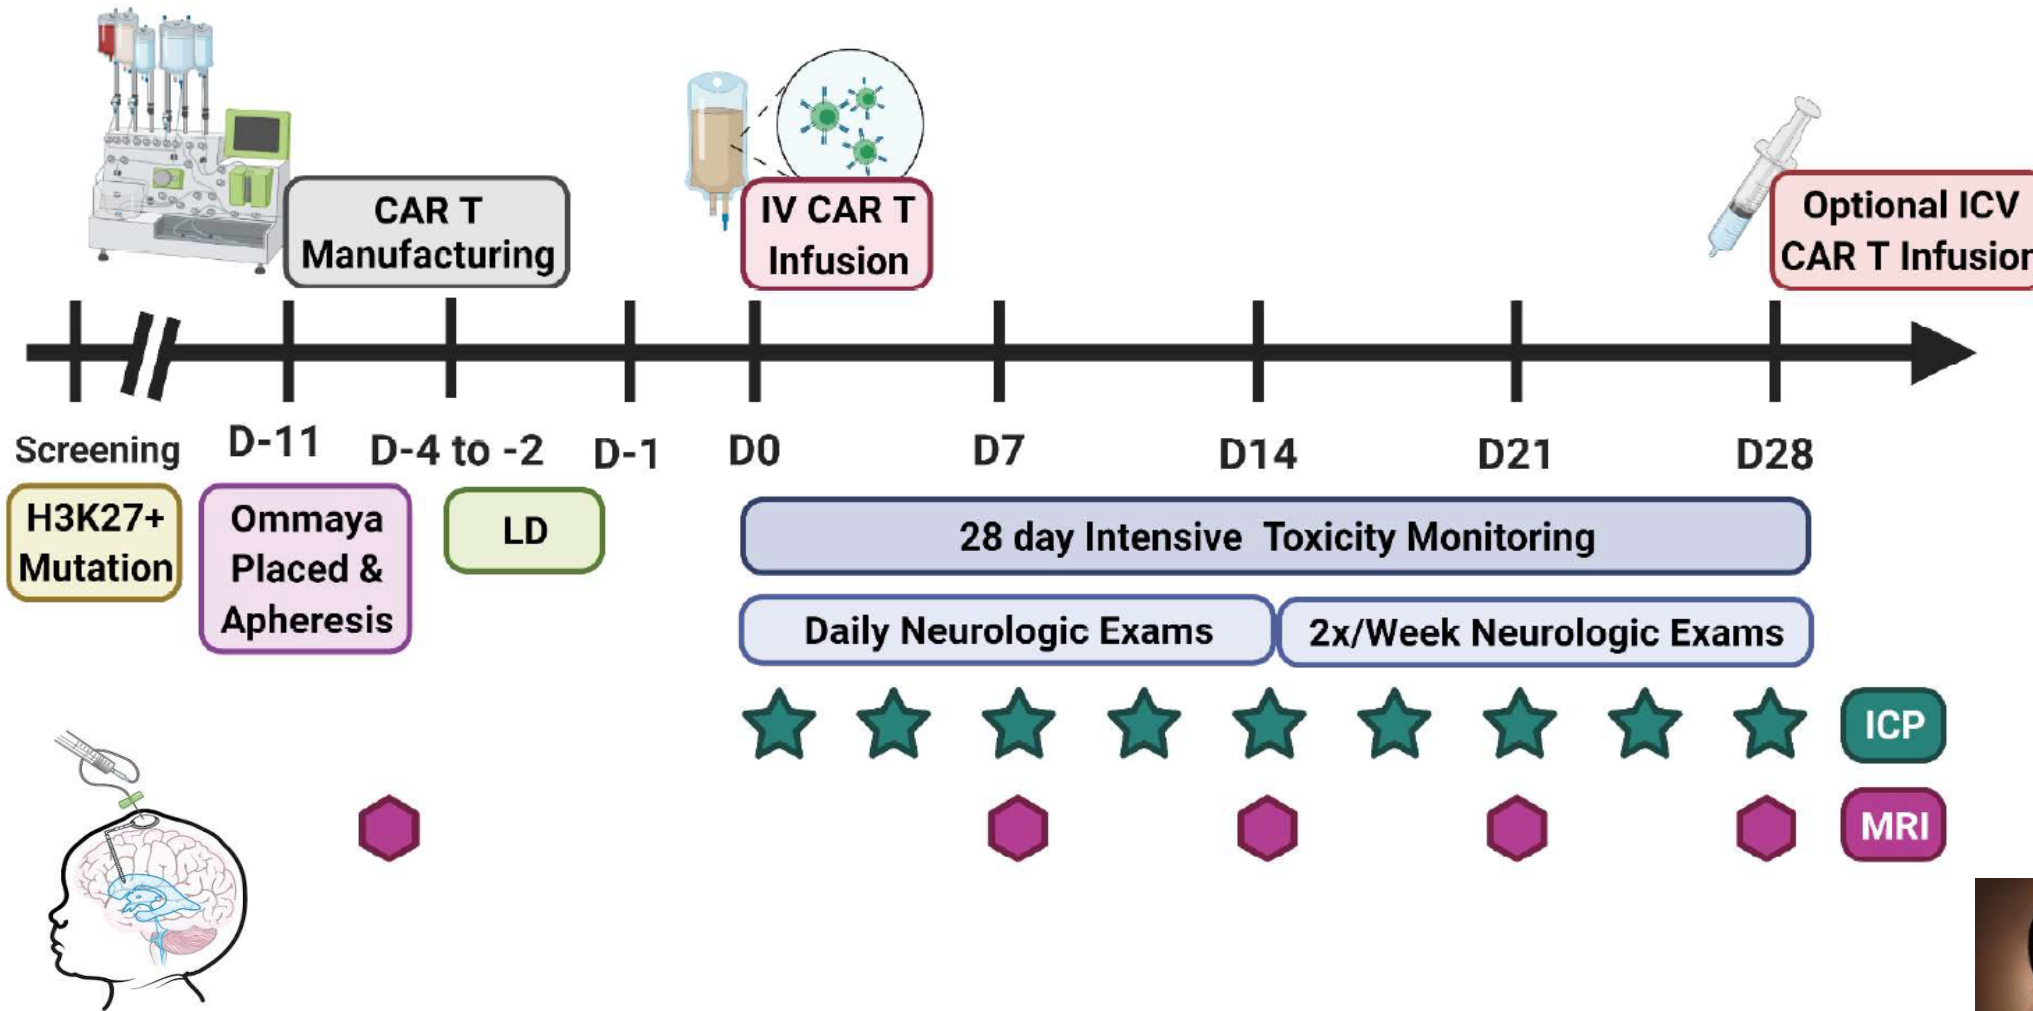 CAR T
Manufacturing
IV CAR T
Infusion
Optional ICV
CAR T Infusion
Screening
D-11
D-4 to -2
D-1
D0
D7
D14
D21
D28
H3K27+
Mutation
Ommaya
Placed &
Apheresis
LD
28 day Intensive Toxicity Monitoring
Daily Neurologic Exams
2x/Week Neurologic Exams
ICP
MRI